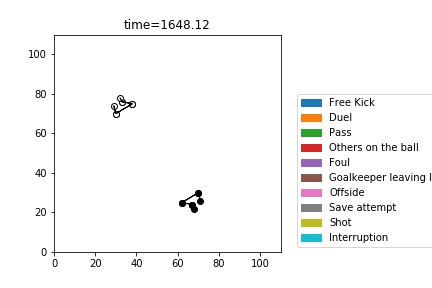 time=1648.12
100
80
60
40
20
0
0 20 40 60 80 100
Free Kick
Duel
Pass
Others on the ball
Foul
Goalkeeper leaving l
Offside
Save attempt
Shot
Interruption